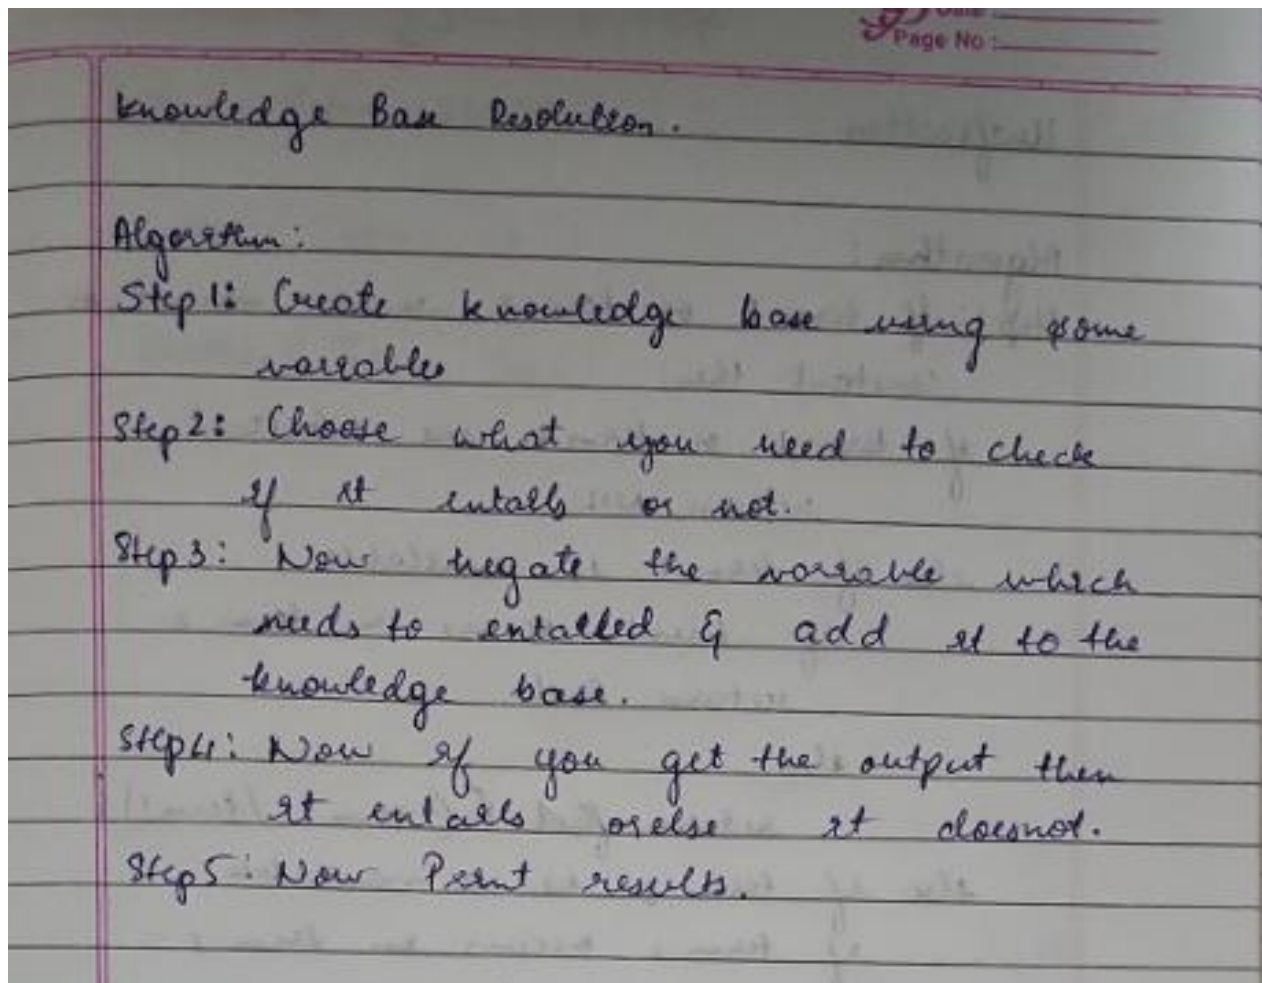 Date :
Page No :
Knowledge Base Resolution.
Algorithm:
Step 1: Create knowledge base using some
variables
Step 2: Choose what you need to check
if it entails or not.
Step 3: Now negate the variable which
needs to entailed & add it to the
knowledge base.
Step 4: Now if you get the output then
it entails orelse it doesnot.
Step 5: Now Print results.